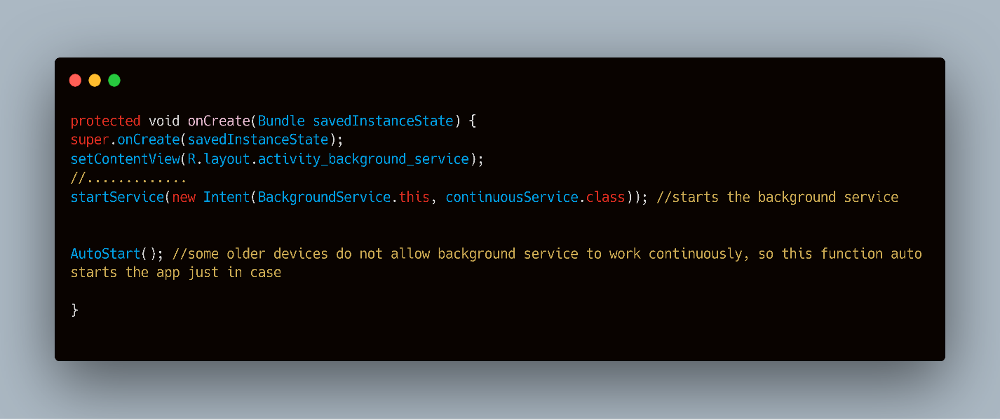 protected void onCreate(Bundle savedInstanceState) {
super.onCreate(savedInstanceState);
setContentView(R.layout.activity_background_service);
//.............
startService(new Intent(BackgroundService.this, continuousService.class)); //starts the background service
AutoStart(); //some older devices do not allow background service to work continuously, so this function auto
starts the app just in case
}